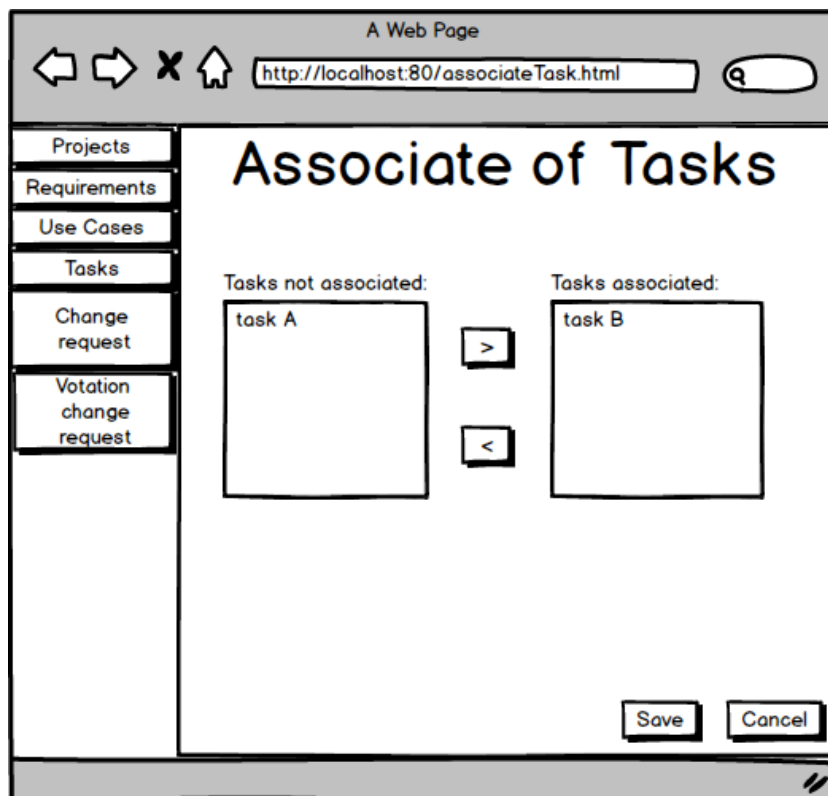 A Web Page
http://localhost:80/associateTask.html
Projects
Requirements
Use Cases
Tasks
Change
request
Votation
change
request
Associate of Tasks
Tasks not associated:
task A
>
<
Tasks associated:
task B
Save
Cancel